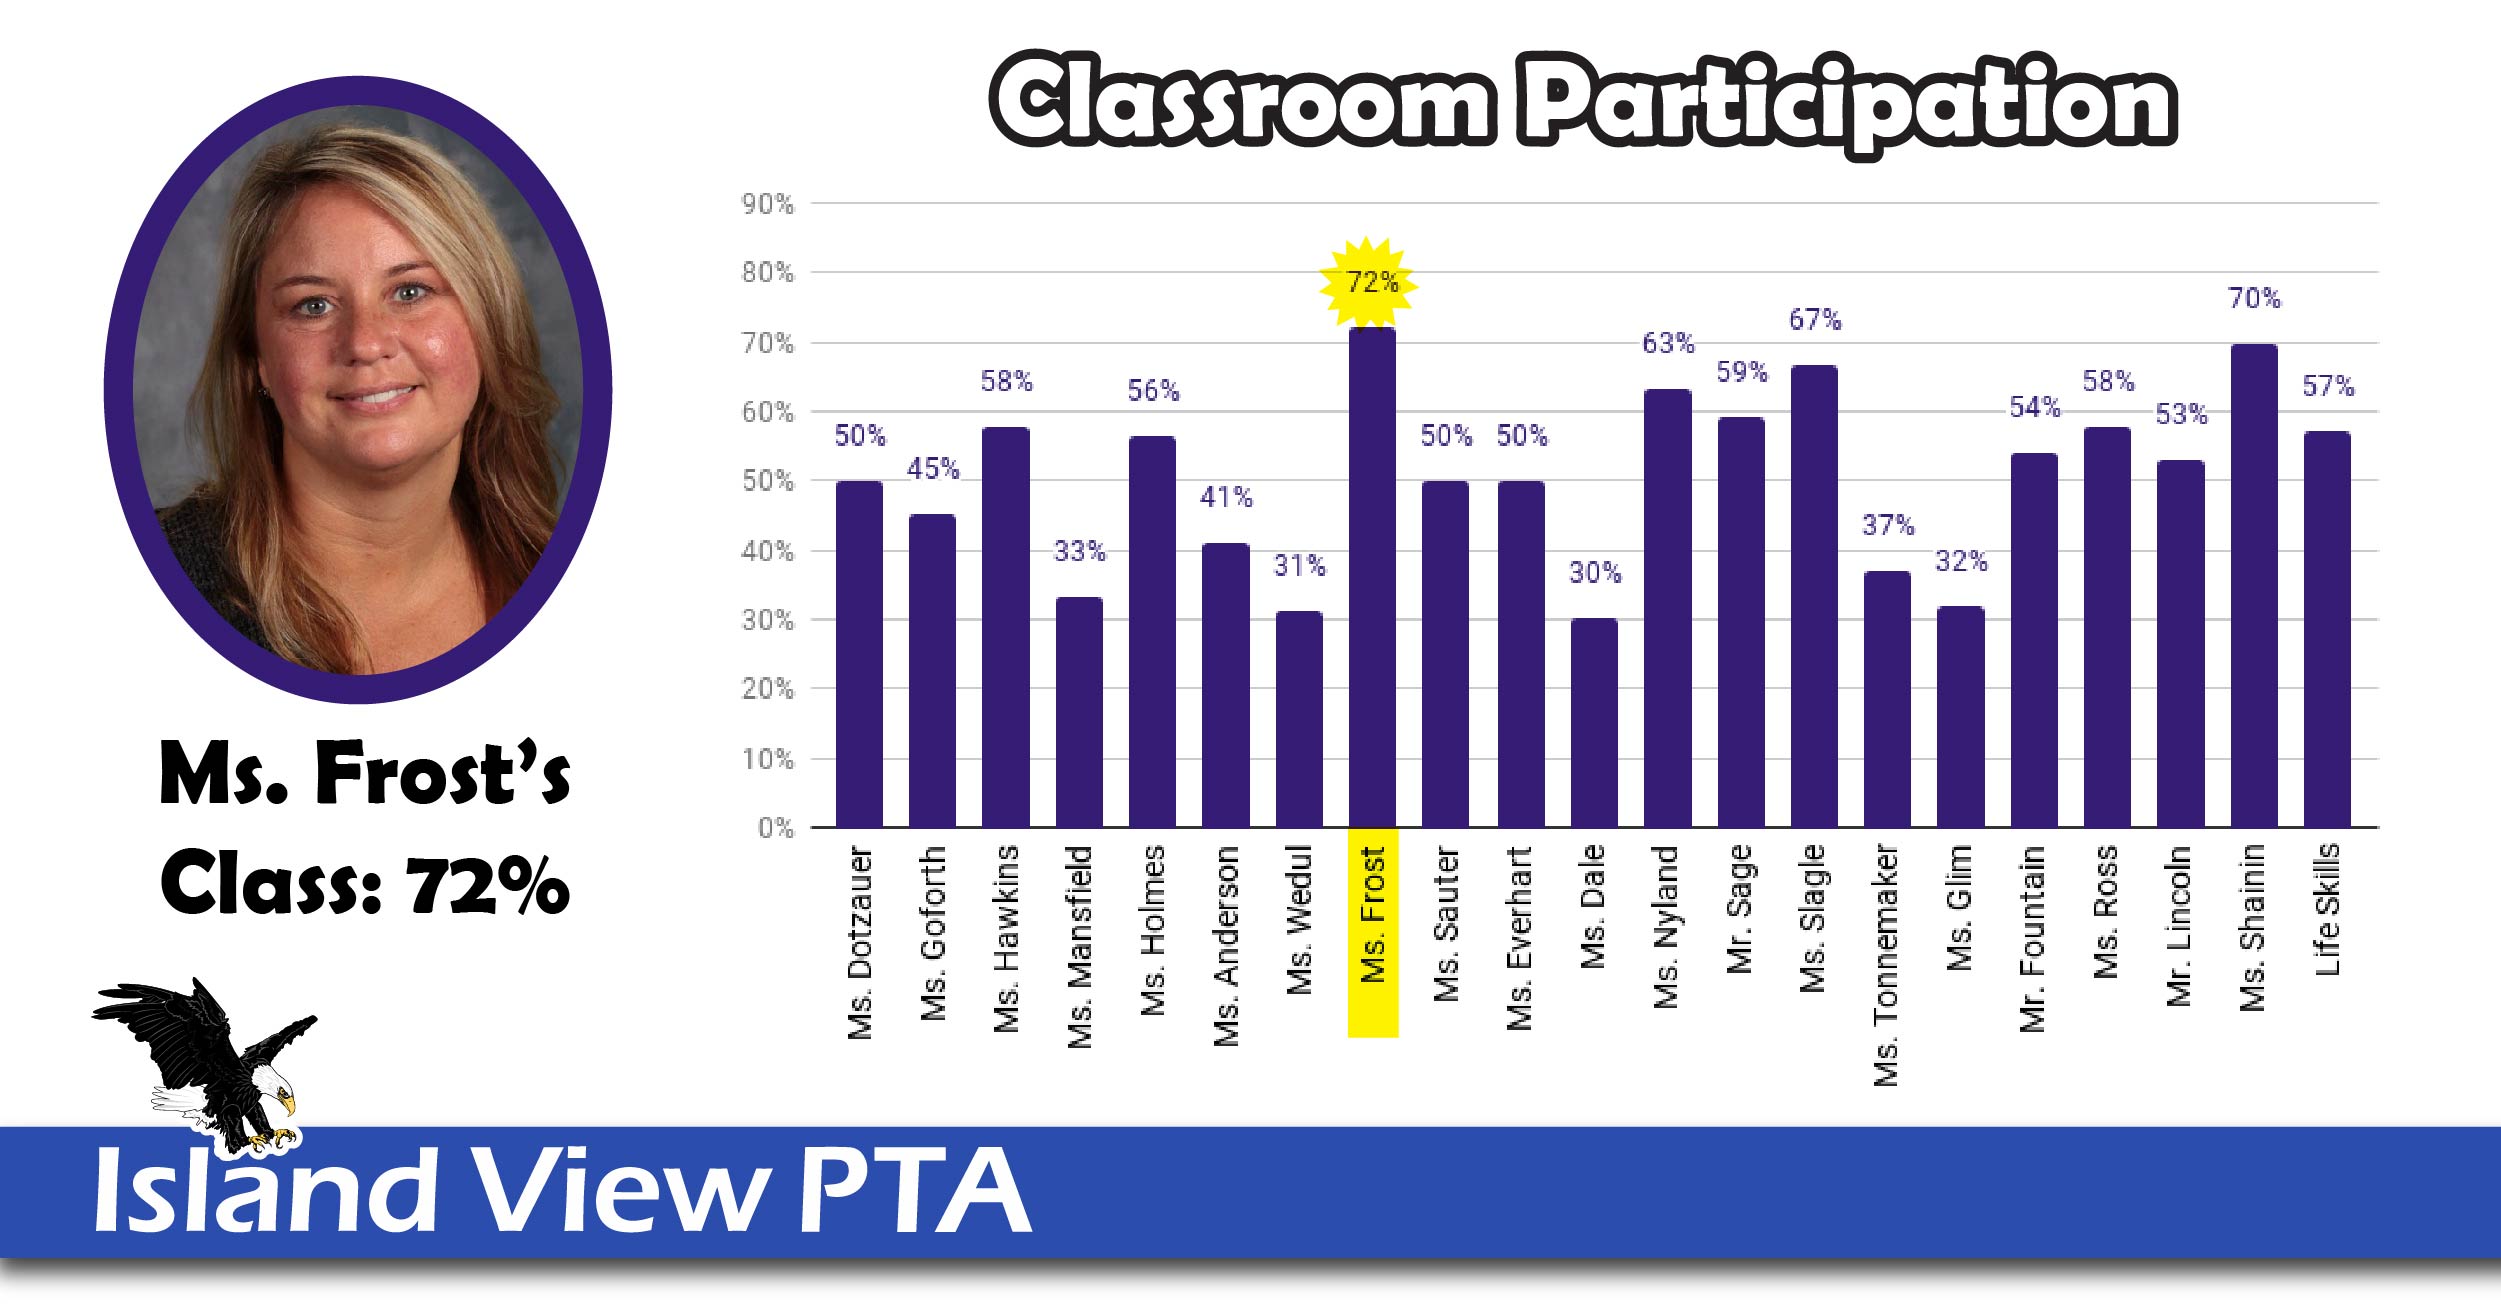 Classroom Participation
90%
80%
70%
60%
50%
40%
30%
20%
10%
0%
50%
45%
58%
33%
56%
41%
31%
72%
50%
50%
30%
63%
59%
67%
37%
32%
54%
58%
53%
70%
57%
Ms. Dotzauer
Ms. Goforth
Ms. Hawkins
Ms. Mansfield
Ms. Holmes
Ms. Anderson
Ms. Wedul
Ms. Frost
Ms. Sauter
Ms. Everhart
Ms. Dale
Ms. Nyland
Mr. Sage
Ms. Slagle
Ms. Tonnemaker
Ms. Glim
Mr. Fountain
Ms. Ross
Mr. Lincoln
Ms. Shainin
Life Skills
Ms. Frost’s
Class: 72%
Island View PTA